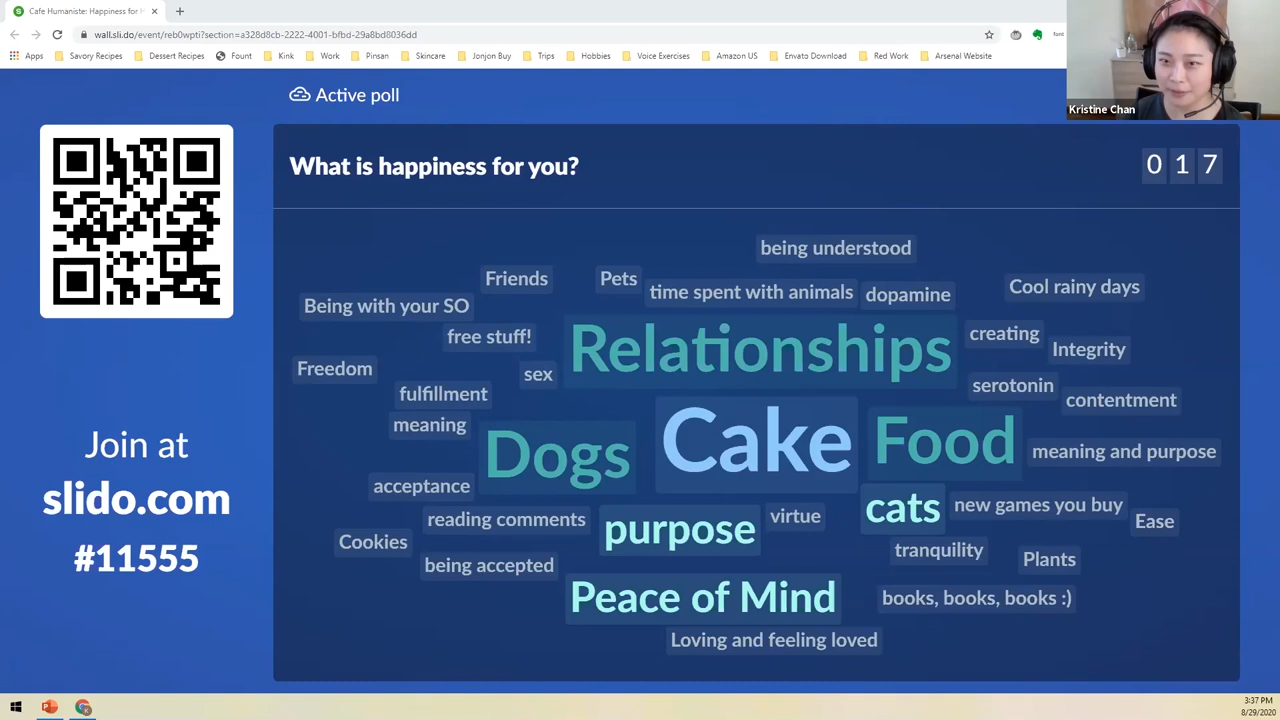 Cafe Humaniste: Happiness for H
wall.sli.do/event/reb0wpti?section=a328d8cb-2222-4001-bfbd-29a8bd8036dd
Apps Savory Recipes Dessert Recipes Fount Kink Work Pinsan Skincare Jonjon Buy Trips Hobbies Voice Exercises Amazon US Envato Download Red Work Arsenal Website
Kristine Chan
Active poll
What is happiness for you?
0 1 7
being understood
Friends
Pets
time spent with animals
dopamine
Cool rainy days
Being with your SO
free stuff!
Relationships
creating
Integrity
Freedom
sex
serotonin
fulfillment
contentment
meaning
Dogs
Cake
Food
meaning and purpose
acceptance
reading comments
purpose
virtue
cats
new games you buy
Ease
Cookies
being accepted
tranquility
Plants
Peace of Mind
books, books, books :)
Loving and feeling loved
Join at
slido.com
#11555
3:37 PM
8/29/2020